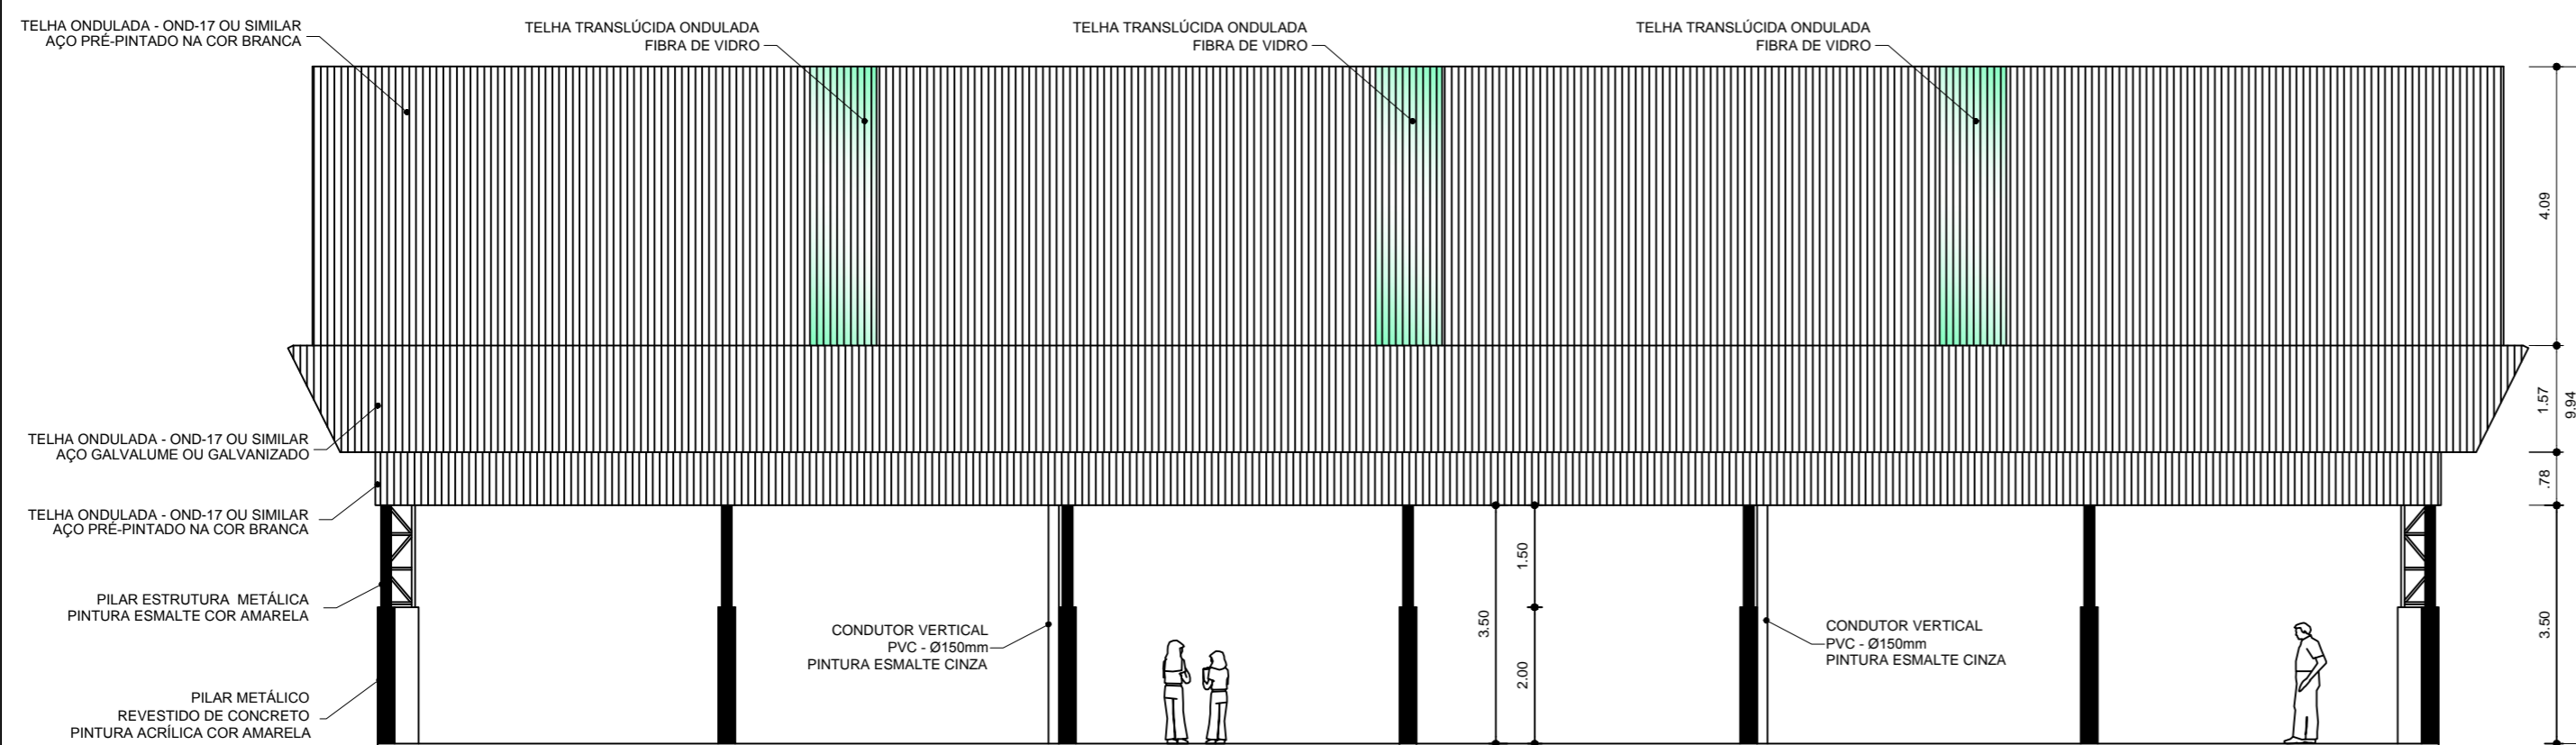 TELHA ONDULADA - OND-17 OU SIMILAR
AÇO PRÉ-PINTADO NA COR BRANCA
TELHA TRANSLÚCIDA ONDULADA
FIBRA DE VIDRO
TELHA TRANSLÚCIDA ONDULADA
FIBRA DE VIDRO
TELHA TRANSLÚCIDA ONDULADA
FIBRA DE VIDRO
4.09
1.57
9.94
.78
3.50
TELHA ONDULADA - OND-17 OU SIMILAR
AÇO GALVALUME OU GALVANIZADO
TELHA ONDULADA - OND-17 OU SIMILAR
AÇO PRÉ-PINTADO NA COR BRANCA
PILAR ESTRUTURA METÁLICA
PINTURA ESMALTE COR AMARELA
PILAR METÁLICO
REVESTIDO DE CONCRETO
PINTURA ACRÍLICA COR AMARELA
CONDUTOR VERTICAL
PVC - Ø150mm
PINTURA ESMALTE CINZA
3.50
1.50
2.00
CONDUTOR VERTICAL
PVC - Ø150mm
PINTURA ESMALTE CINZA